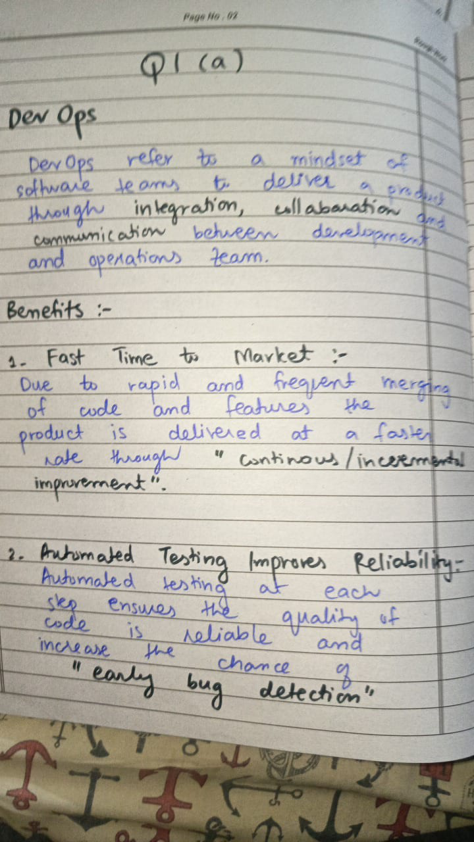 Page No. 02
Q1 (a)
Dev Ops
DevOps refer to a mindset of
software teams to deliver a product
through integration, collabaration and
communication between development
and operations team.
Benefits :-
1. Fast Time to Market :-
Due to rapid and frequent merging
of code and features the
product is delivered at a faster
rate through " continous/incremental
improvement".
2. Automated Testing Improves Reliability:-
Automated testing at each
step ensures the quality of
code is reliable and
increase the chance of
"early bug detection"